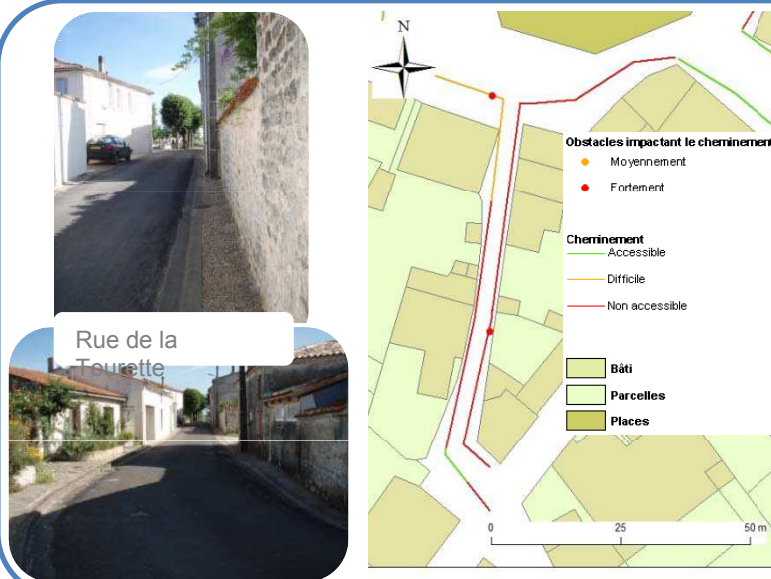 Rue de la
Tourette
N
Obstacles impactant le cheminement
Moyennement
Fortement
Cheminement
Accessible
Difficile
Non accessible
Bâti
Parcelles
Places
0 25 50 m